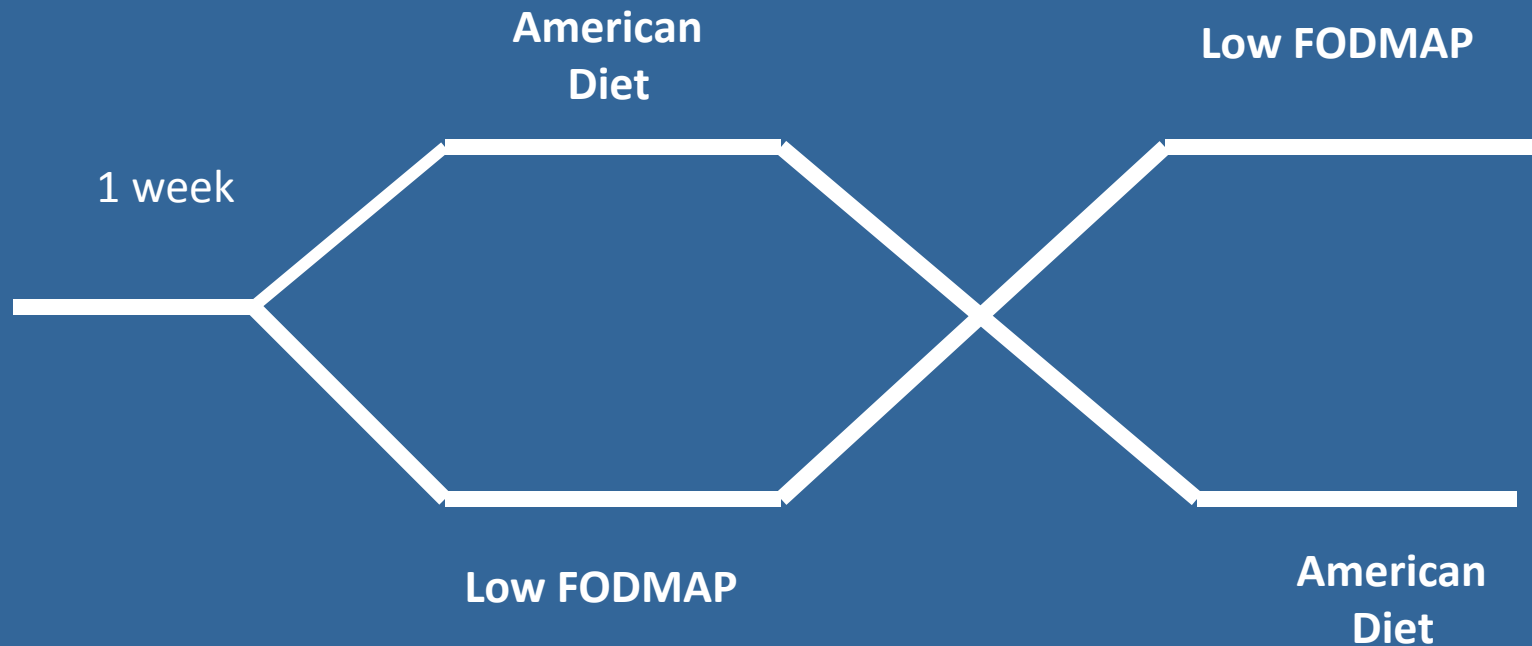 American
Diet
Low FODMAP
1 week
Low FODMAP
American
Diet